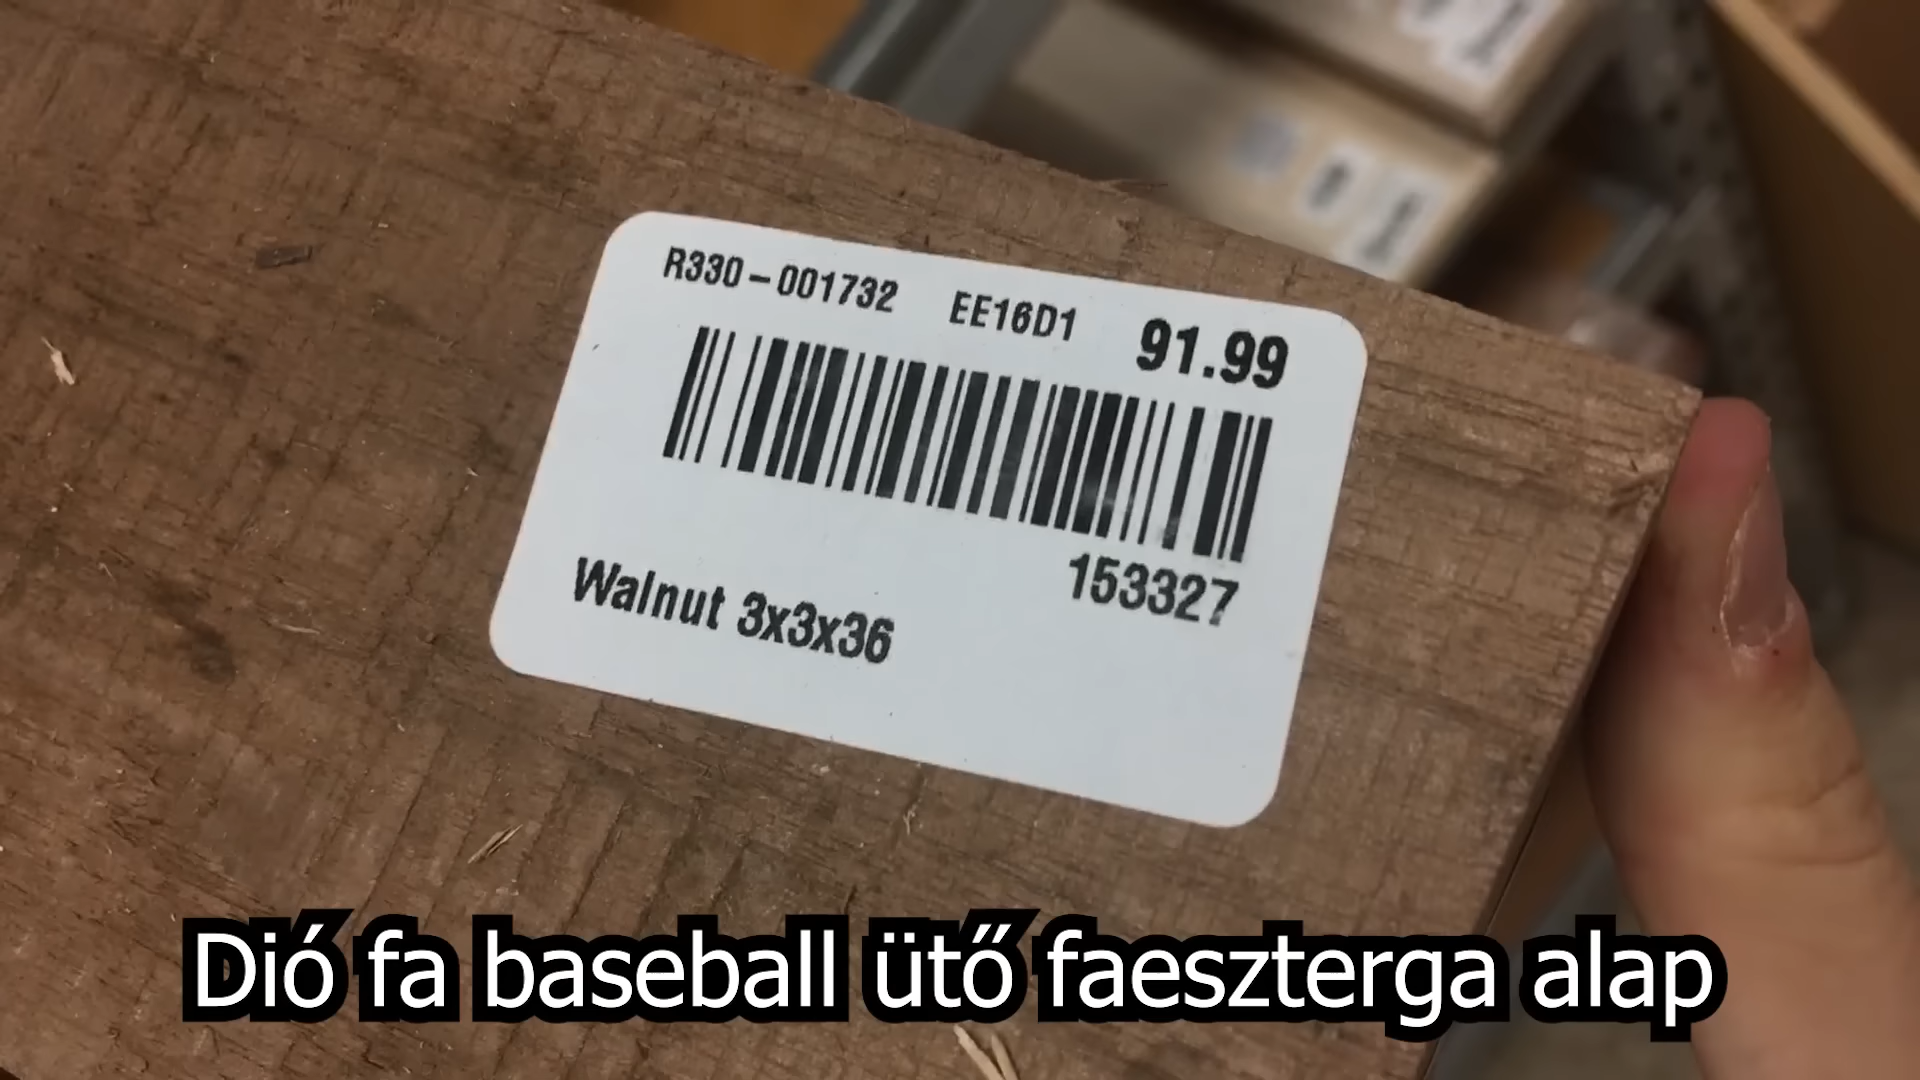 R330-001732 EE16D1 91.99
153327
Walnut 3x3x36
Dió fa baseball ütő faeszterga alap